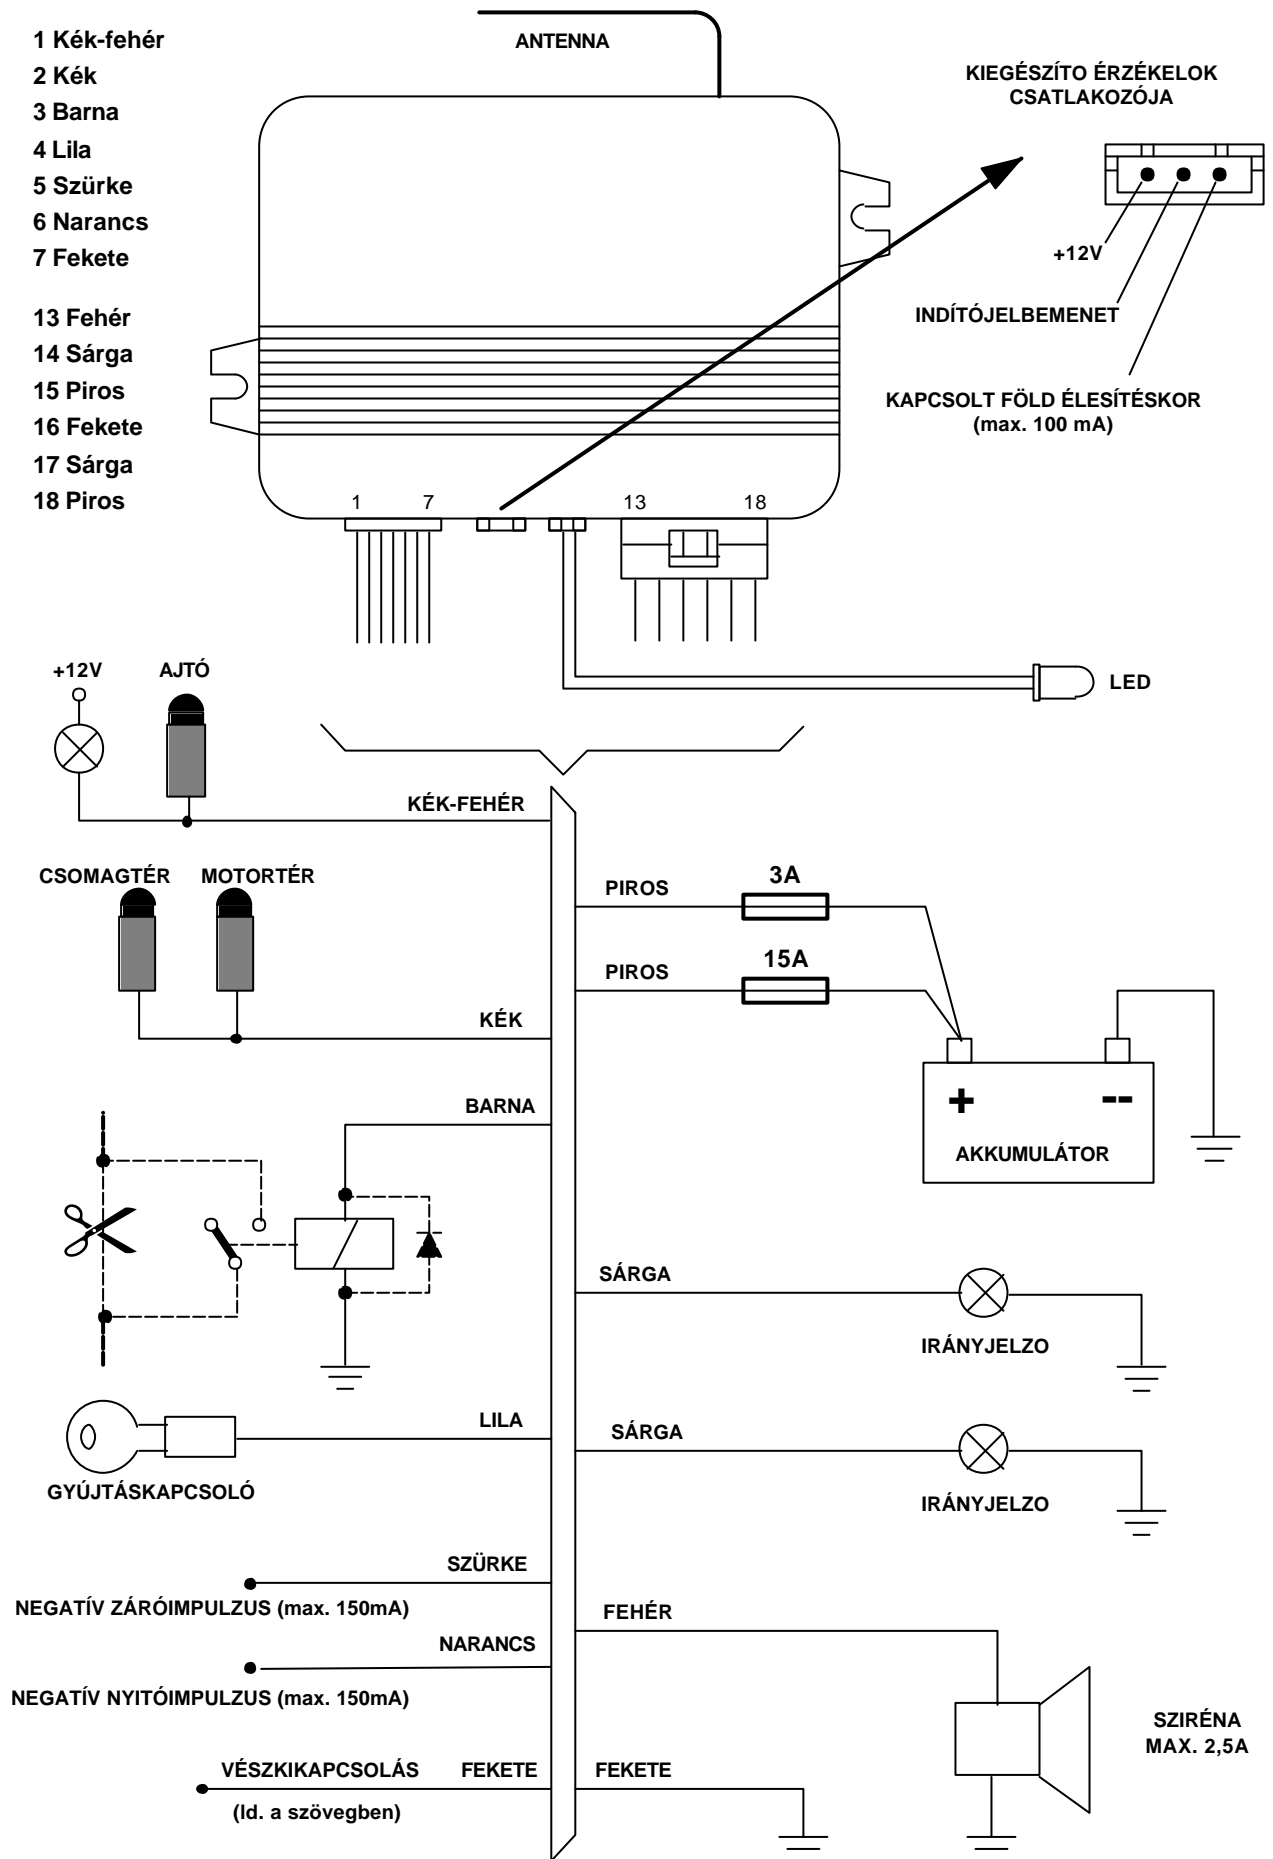 1 Kék-fehér
2 Kék
3 Barna
4 Lila
5 Szürke
6 Narancs
7 Fekete
13 Fehér
14 Sárga
15 Piros
16 Fekete
17 Sárga
18 Piros
ANTENNA
KIEGÉSZÍTO ÉRZÉKELOK
CSATLAKOZÓJA
+12V
INDÍTÓJELBEMENET
KAPCSOLT FÖLD ÉLESÍTÉSKOR
(max. 100 mA)
1 7 13 18
+12V AJTÓ
LED
KÉK-FEHÉR
CSOMAGTÉR MOTORTÉR
KÉK
BARNA
LILA
GYÚJTÁSKAPCSOLÓ
SZÜRKE
NEGATÍV ZÁRÓIMPULZUS (max. 150mA)
NARANCS
NEGATÍV NYITÓIMPULZUS (max. 150mA)
VÉSZKIKAPCSOLÁS FEKETE
(ld. a szövegben)
PIROS 3A
PIROS 15A
+ --
AKKUMULÁTOR
SÁRGA
IRÁNYJELZO
SÁRGA
IRÁNYJELZO
FEHÉR
SZIRÉNA
MAX. 2,5A
FEKETE